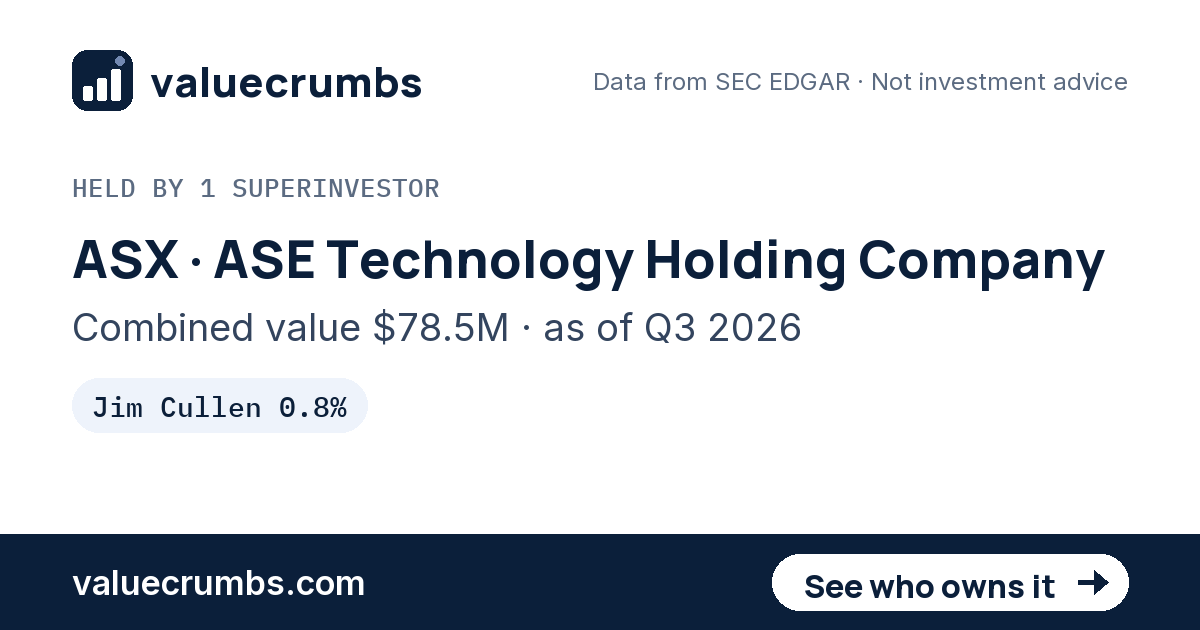 valuecrumbs
Data from SEC EDGAR · Not investment advice
HELD BY 1 SUPERINVESTOR
ASX · ASE Technology Holding Company
Combined value $78.5M · as of Q3 2026
Jim Cullen 0.8%
valuecrumbs.com
See who owns it →